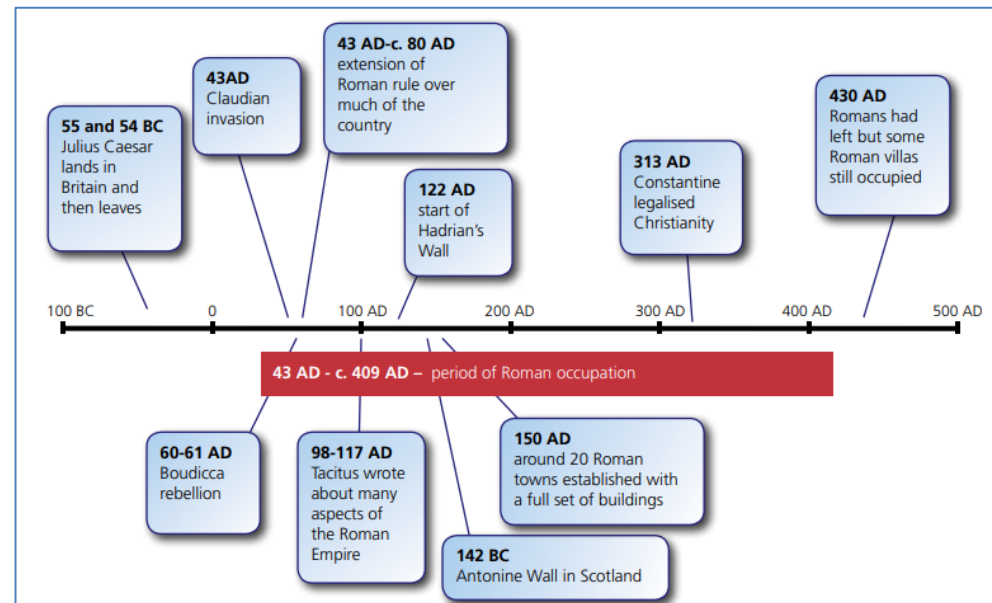 43 AD-c. 80 AD
extension of
Roman rule over
much of the
country
43AD
Claudian
invasion
430 AD
Romans had
left but some
Roman villas
still occupied
55 and 54 BC
Julius Caesar
lands in
Britain and
then leaves
313 AD
Constantine
legalised
Christianity
122 AD
start of
Hadrian’s
Wall
100 BC
0
100 AD
200 AD
300 AD
400 AD
500 AD
43 AD - c. 409 AD – period of Roman occupation
60-61 AD
Boudicca
rebellion
98-117 AD
Tacitus wrote
about many
aspects of
the Roman
Empire
150 AD
around 20 Roman
towns established with
a full set of buildings
142 BC
Antonine Wall in Scotland